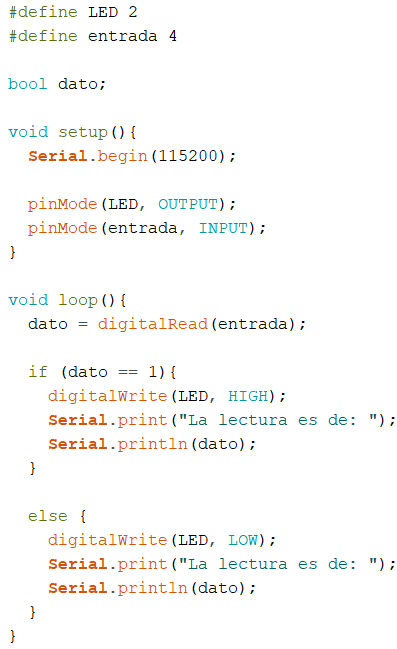 #define LED 2
#define entrada 4

bool dato;

void setup(){
  Serial.begin(115200);

  pinMode(LED, OUTPUT);
  pinMode(entrada, INPUT);
}

void loop(){
  dato = digitalRead(entrada);

  if (dato == 1){
    digitalWrite(LED, HIGH);
    Serial.print("La lectura es de: ");
    Serial.println(dato);
  }

  else {
    digitalWrite(LED, LOW);
    Serial.print("La lectura es de: ");
    Serial.println(dato);
  }
}